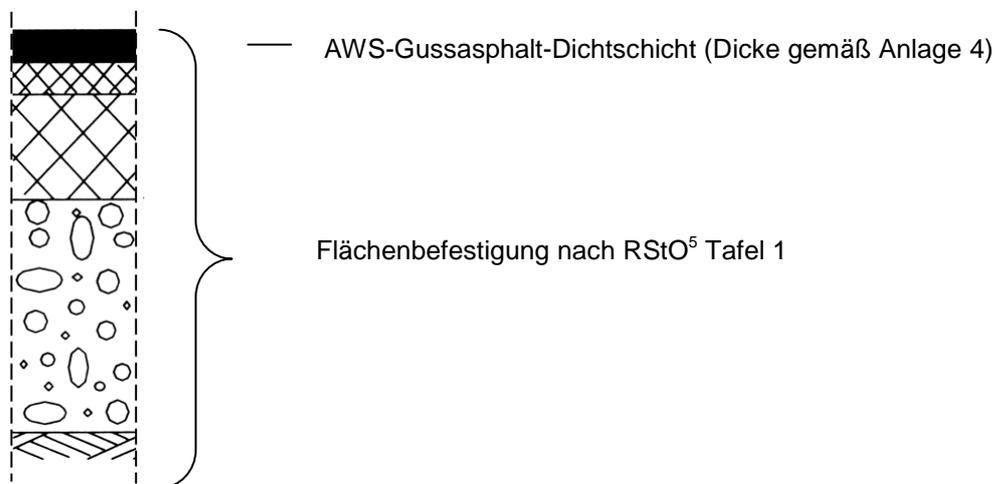 AWS-Gussasphalt-Dichtschicht (Dicke gemäß Anlage 4)
Flächenbefestigung nach RStO⁵ Tafel 1